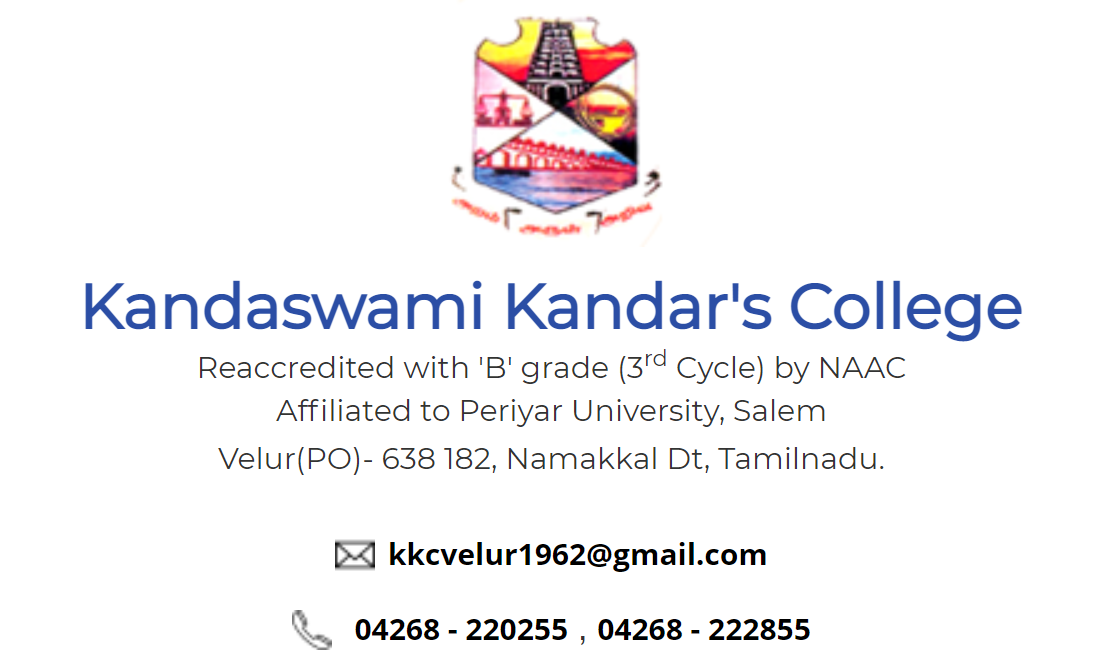 Kandaswami Kandar's College
Reaccredited with 'B' grade (3rd Cycle) by NAAC
Affiliated to Periyar University, Salem
Velur(PO)- 638 182, Namakkal Dt, Tamilnadu.
kkcvelur1962@gmail.com
04268 - 220255 , 04268 - 222855